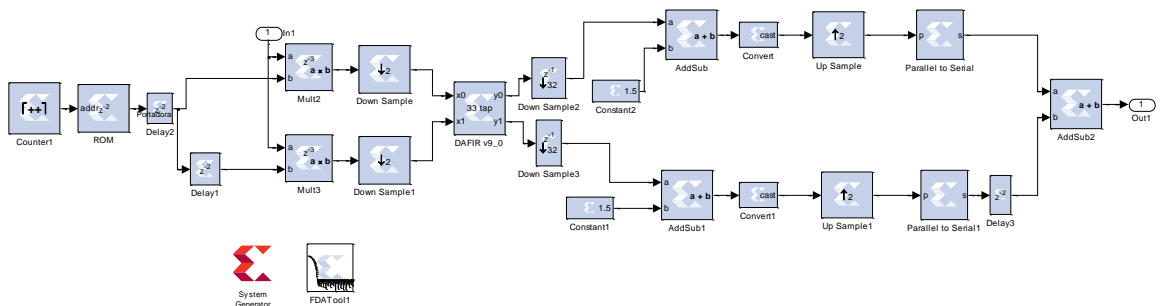 1
In1
a
b
z-3
a x b
Mult2
↓2
Down Sample
[++]
Counter1
addr z-2
ROM
z-2
Portadora
Delay2
z-2
Delay1
a
b
z-3
a x b
Mult3
↓2
Down Sample1
x0
x1
33 tap
y0
y1
DAFIR v9_0
z-1
↓32
Down Sample2
z-1
↓32
Down Sample3
1.5
Constant2
a
b
a + b
AddSub
cast
Convert
↑2
Up Sample
p
s
Parallel to Serial
1.5
Constant1
a
b
a + b
AddSub1
cast
Convert1
↑2
Up Sample1
p
s
Parallel to Serial1
z-2
Delay3
a
b
a + b
AddSub2
1
Out1
System
Generator
FDATool1